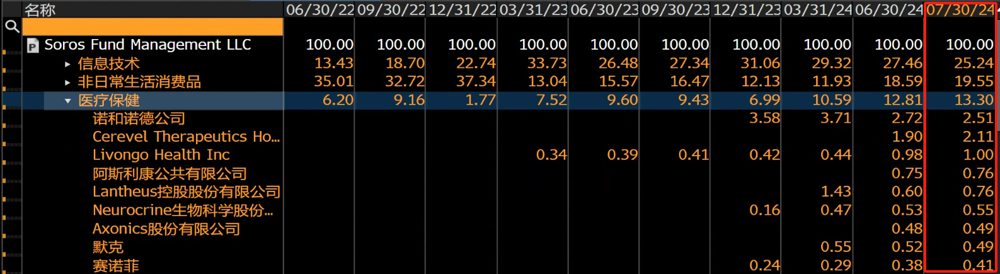 名称 06/30/22 09/30/22 12/31/22 03/31/23 06/30/23 09/30/23 12/31/23 03/31/24 06/30/24 07/30/24
Soros Fund Management LLC 100.00 100.00 100.00 100.00 100.00 100.00 100.00 100.00 100.00 100.00
信息技术 13.43 18.70 22.74 33.73 26.48 27.34 31.06 29.32 27.46 25.24
非日常生活消费品 35.01 32.72 37.34 13.04 15.57 16.47 12.13 11.93 18.59 19.55
医疗保健 6.20 9.16 1.77 7.52 9.60 9.43 6.99 10.59 12.81 13.30
诺和诺德公司 3.58 3.71 2.72 2.51
Cerevel Therapeutics Ho... 1.90 2.11
Livongo Health Inc 0.34 0.39 0.41 0.42 0.44 0.98 1.00
阿斯利康公共有限公司 0.75 0.76
Lantheus控股股份有限公司 1.43 0.60 0.76
Neurocrine生物科学股份... 0.16 0.47 0.53 0.55
Axonics股份有限公司 0.48 0.49
默克 0.55 0.52 0.49
赛诺菲 0.24 0.29 0.38 0.41